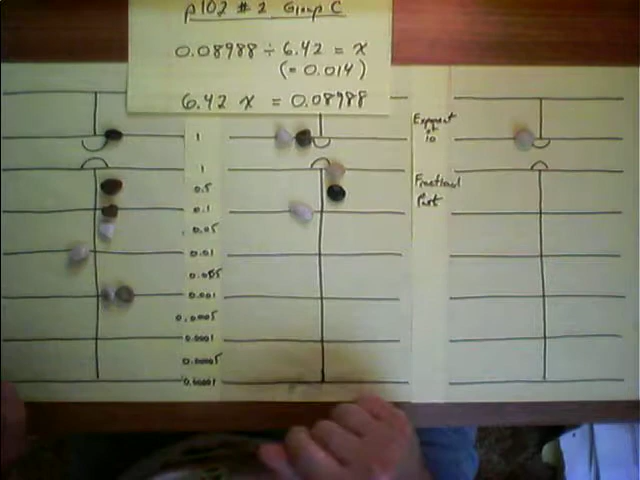 p102 #2 Group C
0.08988 ÷ 6.42 = x
(= 0.014)
6.42 x = 0.08988
1
1
0.5
0.1
0.05
0.01
0.005
0.001
0.0005
0.0001
0.00005
0.00001
Exponent
of
10
Fractional
Part